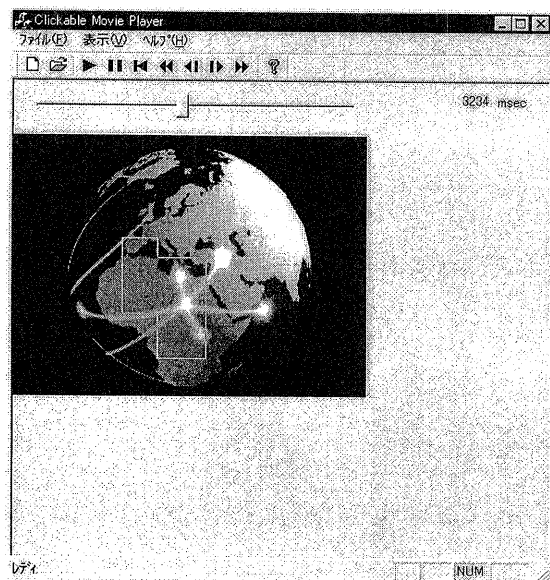 Clickable Movie Player
ﾌｧｲﾙ(F) 表示(V) ﾍﾙﾌﾟ(H)
3234 msec
ﾚﾃﾞｨ
NUM